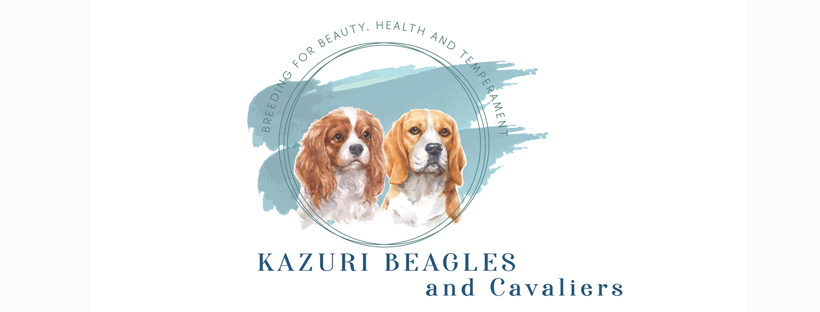 BREEDING FOR BEAUTY, HEALTH AND TEMPERAMENT
KAZURI BEAGLES
and Cavaliers